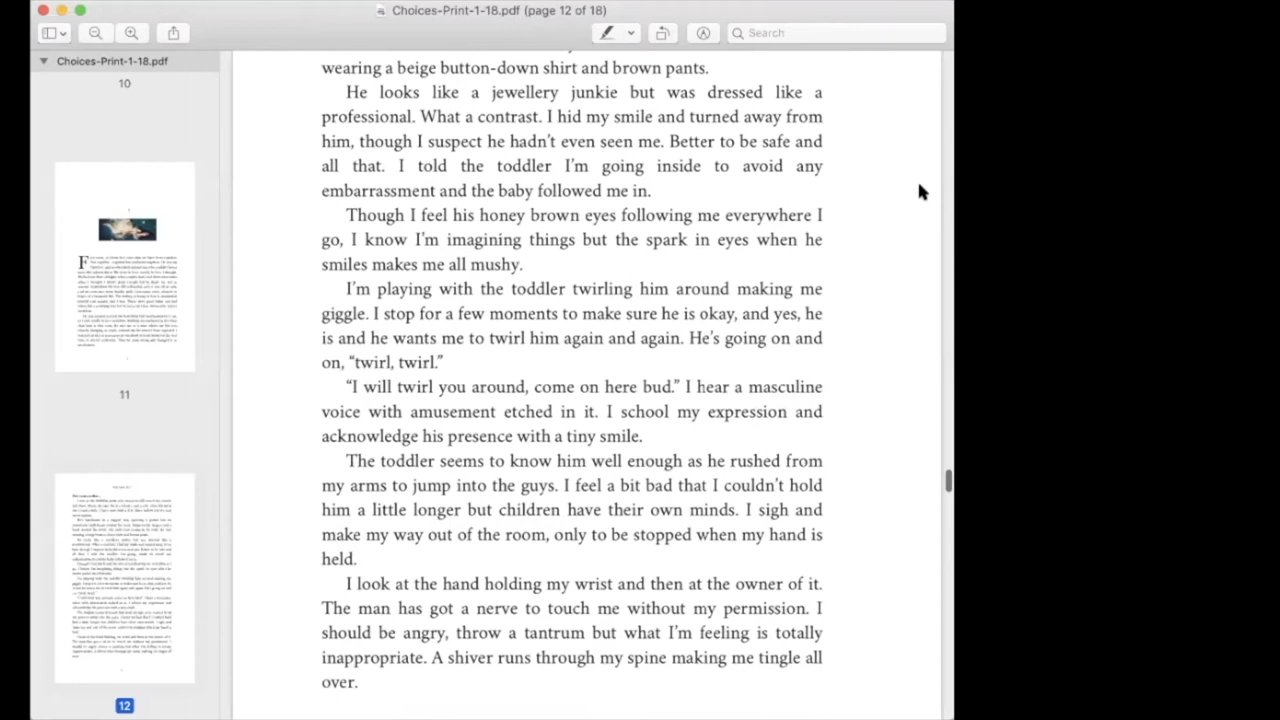 Choices-Print-1-18.pdf (page 12 of 18)
Search
Choices-Print-1-18.pdf
10
11
12
wearing a beige button-down shirt and brown pants.
He looks like a jewellery junkie but was dressed like a
professional. What a contrast. I hid my smile and turned away from
him, though I suspect he hadn’t even seen me. Better to be safe and
all that. I told the toddler I’m going inside to avoid any
embarrassment and the baby followed me in.
Though I feel his honey brown eyes following me everywhere I
go, I know I’m imagining things but the spark in eyes when he
smiled makes me all mushy.
I’m playing with the toddler and twirling him around making him
giggle. I stop for a few minutes to make sure he is okay, and yes, he
is and he wants me to twirl him again and again. He’s going on and
on, “twirl, twirl.”
“I will twirl you around, come on here bud.” I hear a masculine
voice with amusement etched in it. I school my expression and
acknowledge his presence with a tiny smile.
The toddler seems to know him well enough as he rushed from
my arms to jump into the guys. I feel a bit bad that I couldn’t hold
him a little longer but children have their own minds. I sigh and
make my way out of the room, only to be stopped when my hand is
held.
I look at the hand holding my arm and then at the owner of it.
The man has got a nerve to touch me without my permission. I
should be angry, throw a tantrum but what I’m feeling is wholly
inappropriate. A shiver runs through my spine making me tingle all
over.